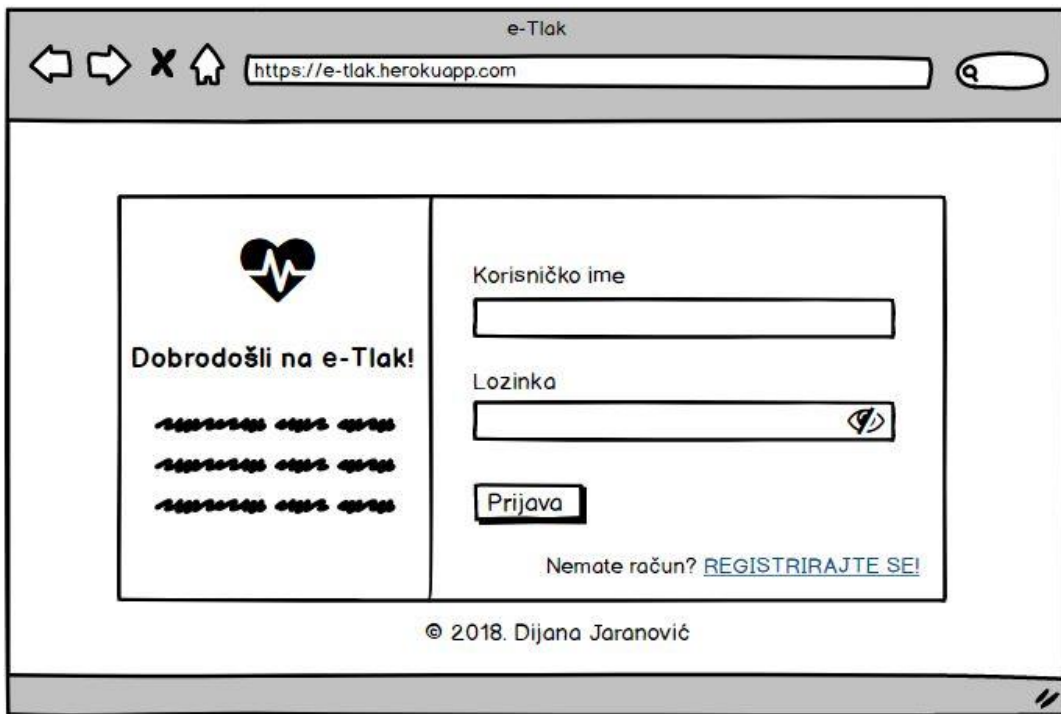 e-Tlak
https://e-tlak.herokuapp.com
Dobrodošli na e-Tlak!
Korisničko ime
Lozinka
Prijava
Nemate račun? REGISTRIRAJTE SE!
© 2018. Dijana Jaranović